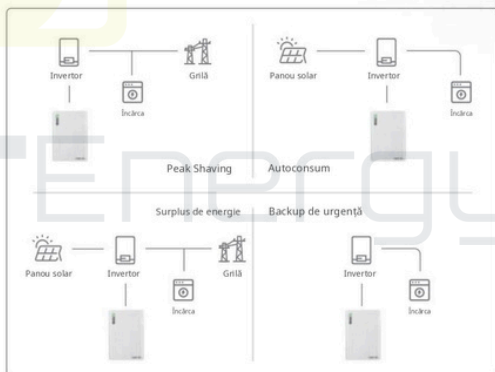 Invertor
Grilă
Încărca
Peak Shaving
Panou solar
Invertor
Încărca
Autoconsum
Surplus de energie
Panou solar
Invertor
Grilă
Încărca
Backup de urgență
Invertor
Încărca
Energy